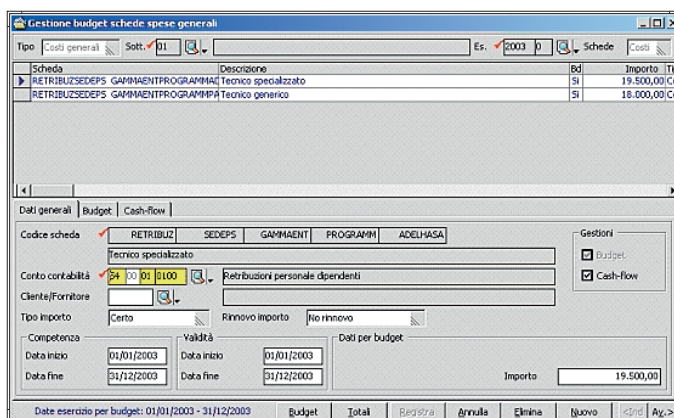 Gestione budget schede spese generali
Tipo Costi generali Sott. 01 Es. 2003 0 Schede Costi
Scheda Descrizione Bd Importo
RETRIBUZSEDEPS GAMMAENTPROGRAMMAD Tecnico specializzato Si 19.500,00
RETRIBUZSEDEPS GAMMAENTPROGRAMMPA Tecnico generico Si 18.000,00
Dati generali Budget Cash-flow
Codice scheda RETRIBUZ SEDEPS GAMMAENT PROGRAMM ADELHASA Gestioni
Tecnico specializzato Budget
Conto contabilità 64 00 01 0100 Retribuzioni personale dipendenti Cash-flow
Cliente/Fornitore
Tipo importo Certo Rinnovo importo No rinnovo
Competenza Validità Dati per budget
Data inizio 01/01/2003 Data inizio 01/01/2003
Data fine 31/12/2003 Data fine 31/12/2003 Importo 19.500,00
Date esercizio per budget: 01/01/2003 - 31/12/2003 Budget Totali Registra Annulla Elimina Nuovo <Ind Av.>